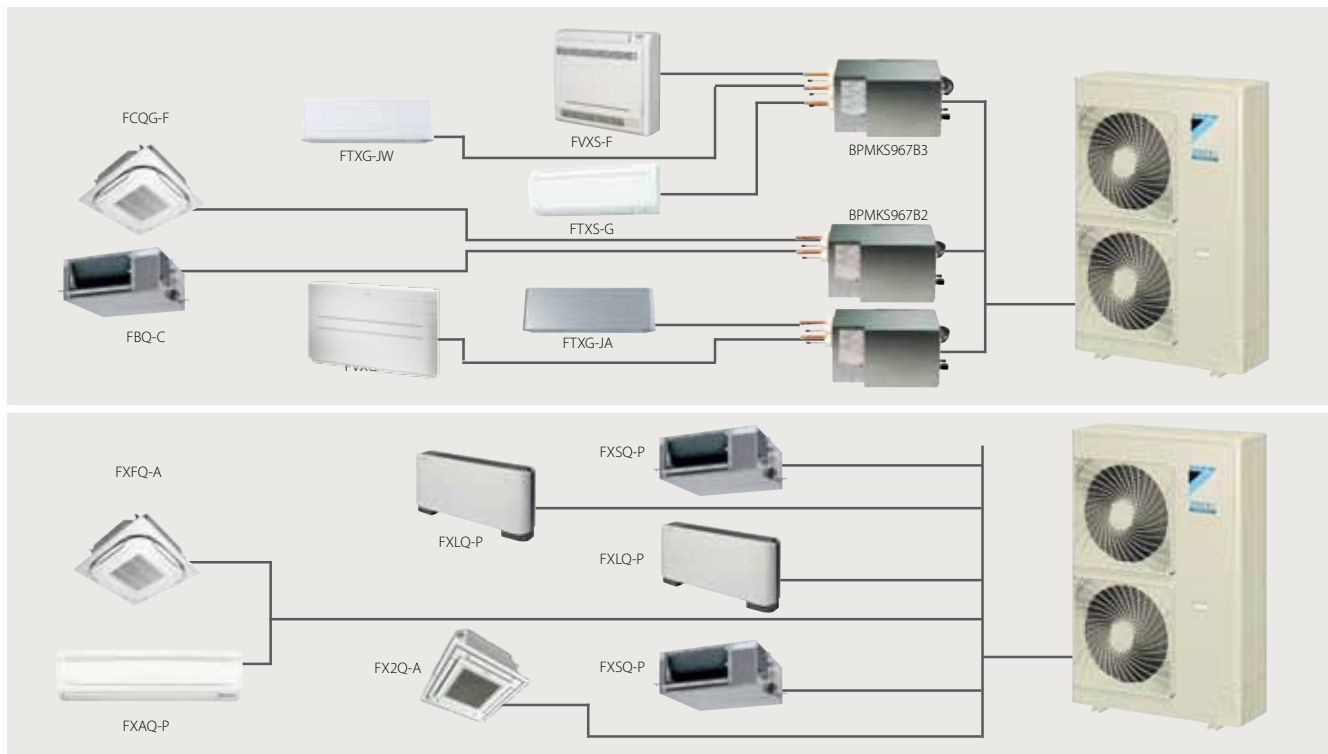 FCQG-F
FTXG-JW
FVXS-F
BPMKS967B3
FTXS-G
BPMKS967B2
FBQ-C
FTXG-JA
FXSQ-P
FXFQ-A
FXLQ-P
FXLQ-P
FX2Q-A
FXSQ-P
FXAQ-P